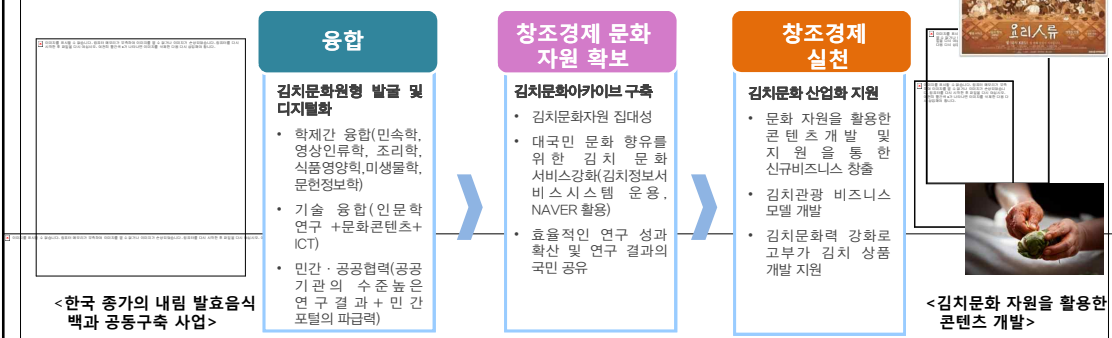 융합
김치문화원형 발굴 및
디지털화
• 학제간 융합(민속학,
영상인류학, 조리학,
식품영양학,미생물학,
문헌정보학)
• 기술 융합(인문학
연구 +문화콘텐츠+
ICT)
• 민간 · 공공협력(공공
기관의 수준높은
연구결과+민간
포털의 파급력)
창조경제 문화
자원 확보
김치문화아카이브 구축
• 김치문화자원 집대성
• 대국민 문화 향유를
위한 김치 문화
서비스강화(김치정보서
비스시스템 운용,
NAVER 활용)
• 효율적인 연구 성과
확산 및 연구 결과의
국민 공유
창조경제
실천
김치문화 산업화 지원
• 문화 자원을 활용한
콘텐츠개발 및
지원을 통한
신규비즈니스 창출
• 김치관광 비즈니스
모델 개발
• 김치문화력 강화로
고부가 김치 상품
개발 지원
요리인류
<한국 종가의 내림 발효음식
백과 공동구축 사업>
<김치문화 자원을 활용한
콘텐츠 개발>